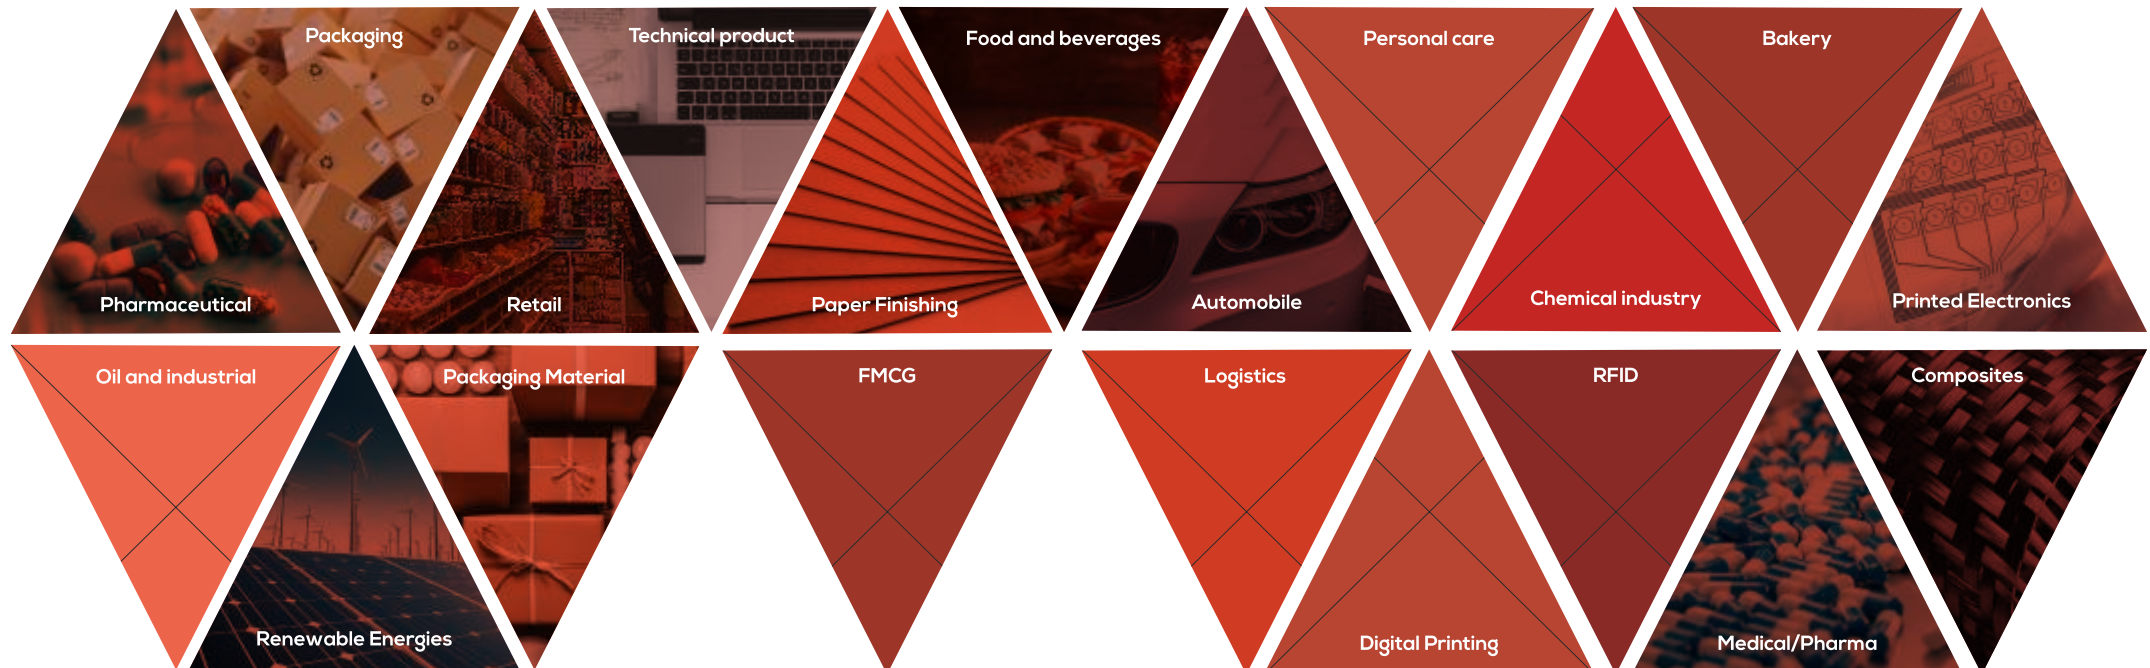 Packaging
Technical product
Food and beverages
Personal care
Bakery
Pharmaceutical
Retail
Paper Finishing
Automobile
Chemical industry
Printed Electronics
Oil and industrial
Packaging Material
FMCG
Logistics
RFID
Composites
Renewable Energies
Digital Printing
Medical/Pharma